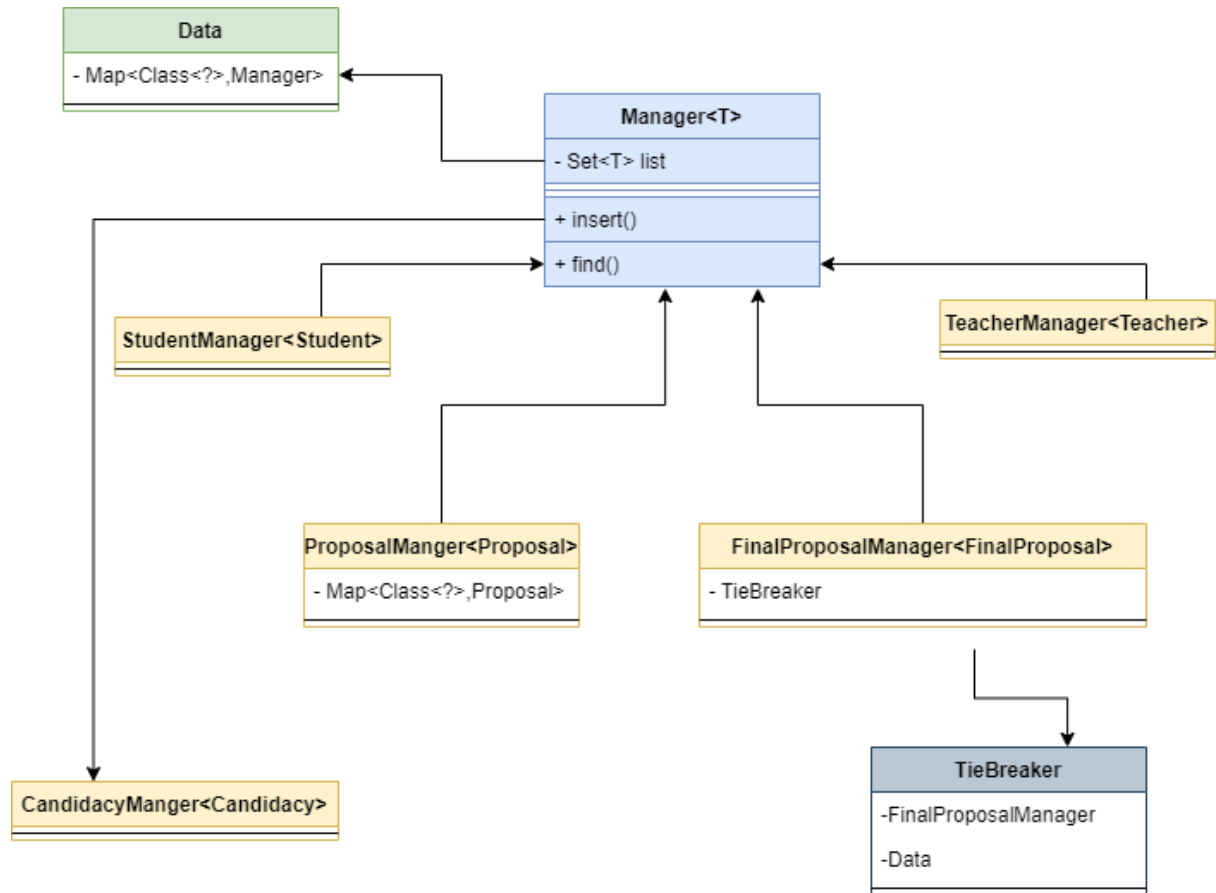 Data
- Map<Class<?>,Manager>
Manager<T>
- Set<T> list
+ insert()
+ find()
StudentManager<Student>
TeacherManager<Teacher>
ProposalManger<Proposal>
- Map<Class<?>,Proposal>
FinalProposalManager<FinalProposal>
- TieBreaker
CandidacyManger<Candidacy>
TieBreaker
-FinalProposalManager
-Data